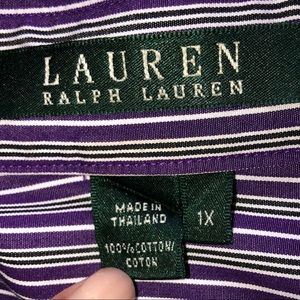 LAUREN
RALPH LAUREN
MADE IN
THAILAND
1X
100% COTTON/
COTON